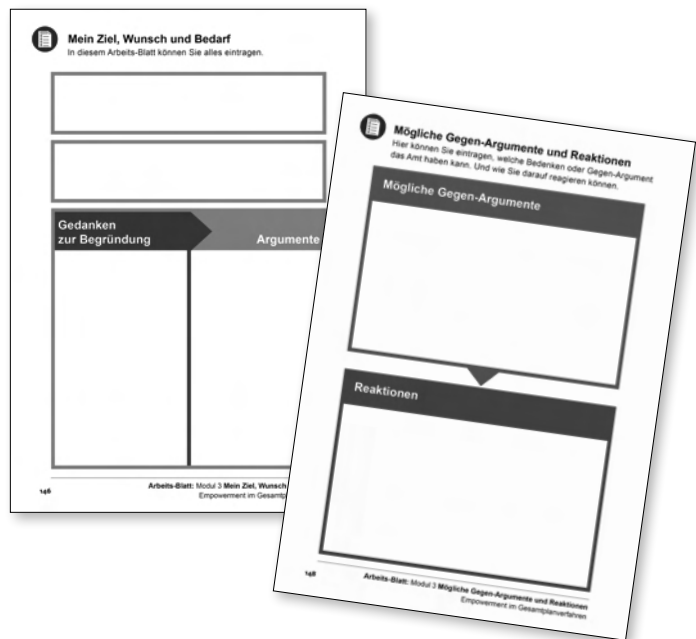 Mein Ziel, Wunsch und Bedarf
In diesem Arbeits-Blatt können Sie alles eintragen.
Gedanken
zur Begründung
Argumente
146
Arbeits-Blatt: Modul 3 Mein Ziel, Wunsch
Empowerment im Gesamtp
Mögliche Gegen-Argumente und Reaktionen
Hier können Sie eintragen, welche Bedenken oder Gegen-Argument
das Amt haben kann. Und wie Sie darauf reagieren können.
Mögliche Gegen-Argumente
Reaktionen
148
Arbeits-Blatt: Modul 3 Mögliche Gegen-Argumente und Reaktionen
Empowerment im Gesamtplanverfahren